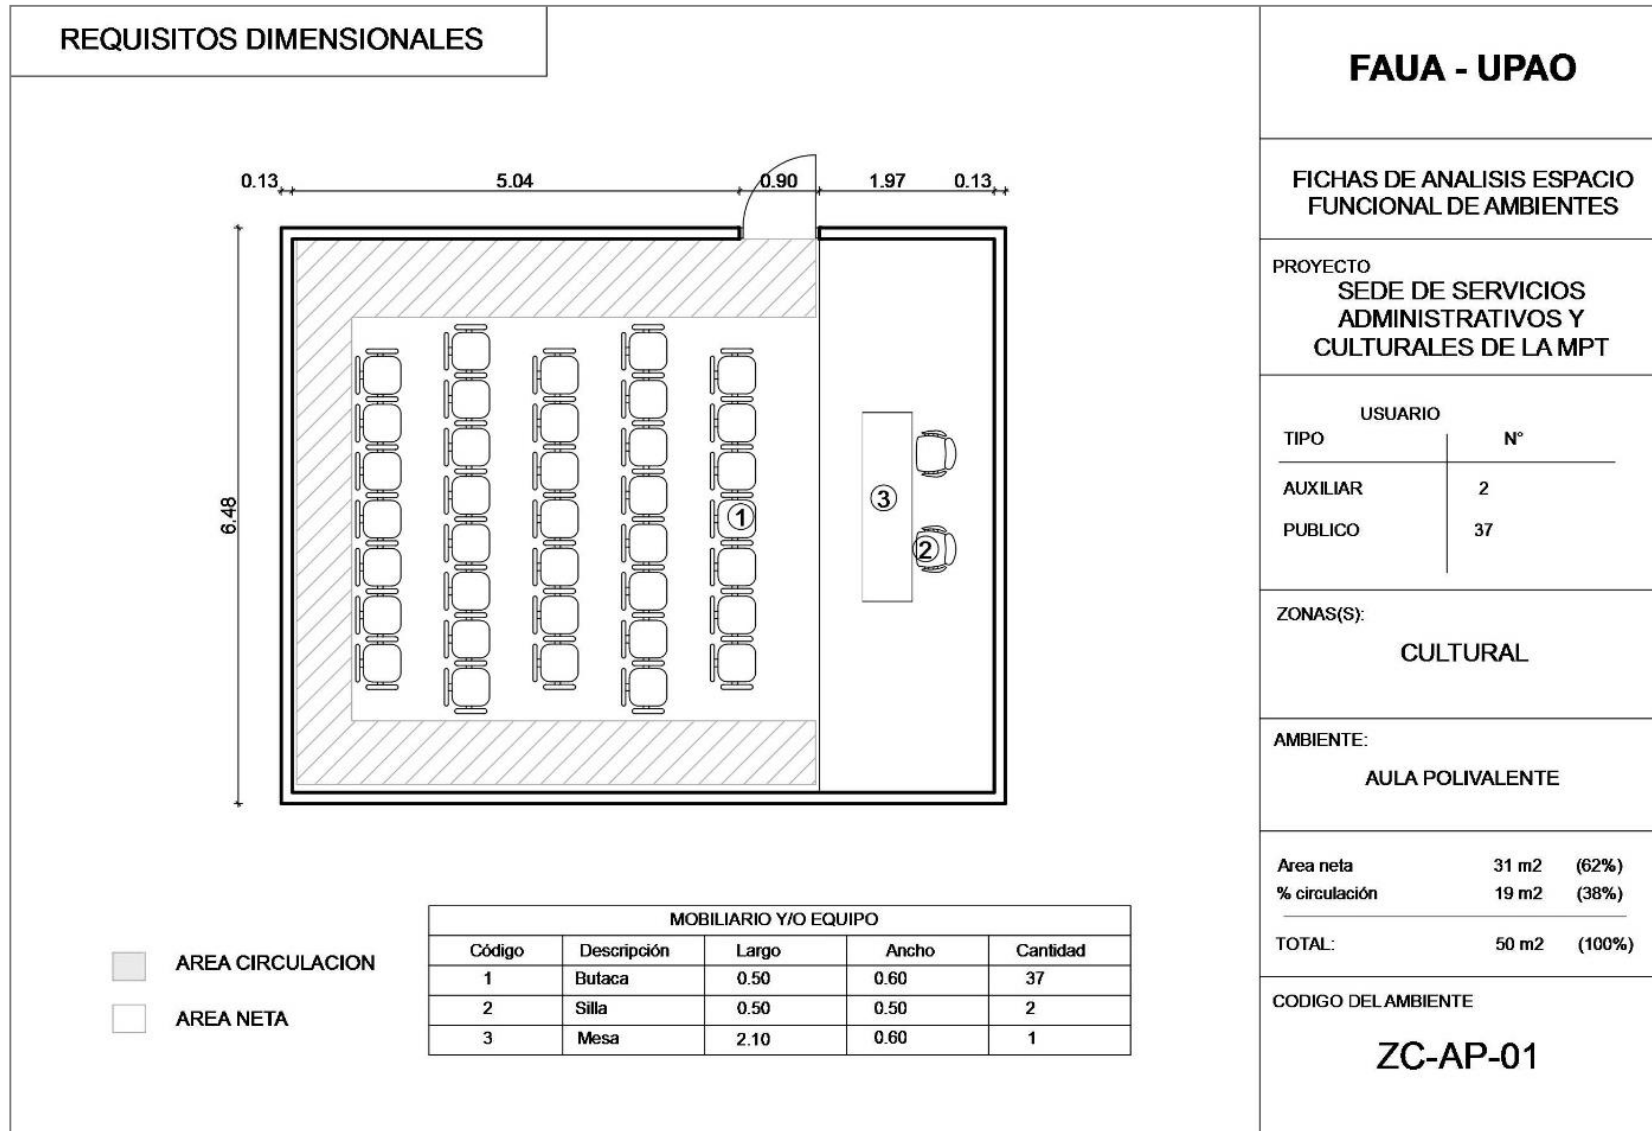 REQUISITOS DIMENSIONALES
0.13 5.04 0.90 1.97 0.13
6.48
1
2
3
AREA CIRCULACION
AREA NETA
MOBILIARIO Y/O EQUIPO
Código Descripción Largo Ancho Cantidad
1 Butaca 0.50 0.60 37
2 Silla 0.50 0.50 2
3 Mesa 2.10 0.60 1
FAUA - UPAO
FICHAS DE ANALISIS ESPACIO
FUNCIONAL DE AMBIENTES
PROYECTO
SEDE DE SERVICIOS
ADMINISTRATIVOS Y
CULTURALES DE LA MPT
USUARIO
TIPO N°
AUXILIAR 2
PUBLICO 37
ZONAS(S):
CULTURAL
AMBIENTE:
AULA POLIVALENTE
Area neta 31 m2 (62%)
% circulación 19 m2 (38%)
TOTAL: 50 m2 (100%)
CODIGO DEL AMBIENTE
ZC-AP-01